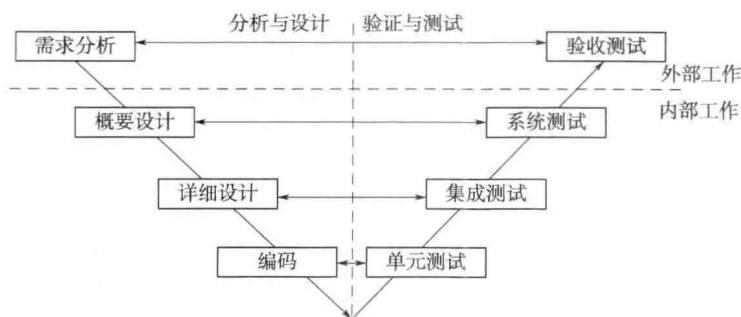 分析与设计 验证与测试
需求分析 验收测试
外部工作
内部工作
概要设计 系统测试
详细设计 集成测试
编码 单元测试